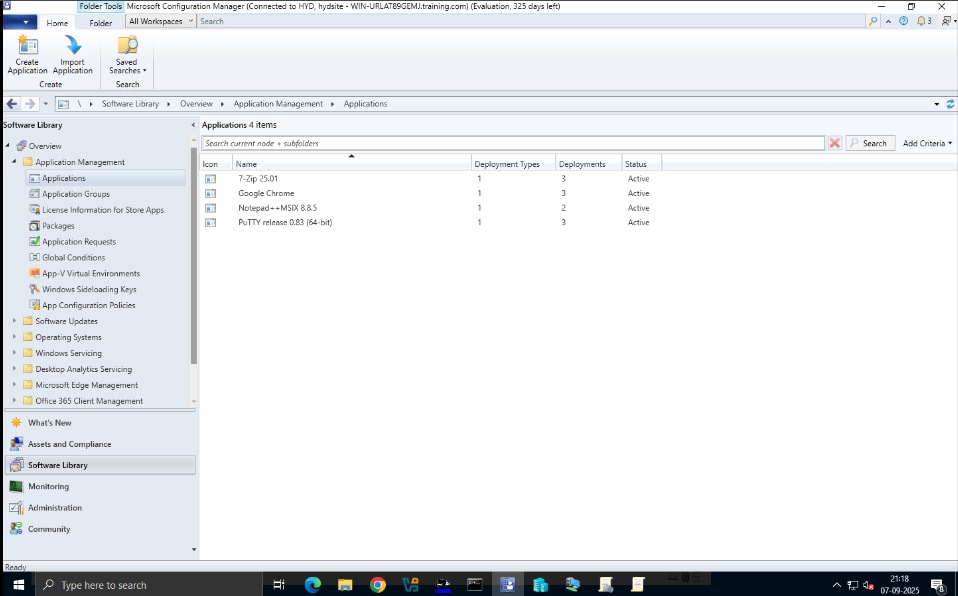 Folder Tools Microsoft Configuration Manager (Connected to HYD, hydsite - WIN-URLAT89GEMJ.training.com) (Evaluation, 325 days left)
Home Folder All Workspaces Search 3
Create Application Import Application Saved Searches
Create Search
\ Software Library Overview Application Management Applications
Software Library
Overview
Application Management
Applications
Application Groups
License Information for Store Apps
Packages
Application Requests
Global Conditions
App-V Virtual Environments
Windows Sideloading Keys
App Configuration Policies
Software Updates
Operating Systems
Windows Servicing
Desktop Analytics Servicing
Microsoft Edge Management
Office 365 Client Management
What's New
Assets and Compliance
Software Library
Monitoring
Administration
Community
Applications 4 items
Search current node + subfolders Search Add Criteria
Icon Name Deployment Types Deployments Status
7-Zip 25.01 1 3 Active
Google Chrome 1 3 Active
Notepad++MSIX 8.8.5 1 2 Active
PuTTY release 0.83 (64-bit) 1 3 Active
Ready
Type here to search
21:18
07-09-2025
8